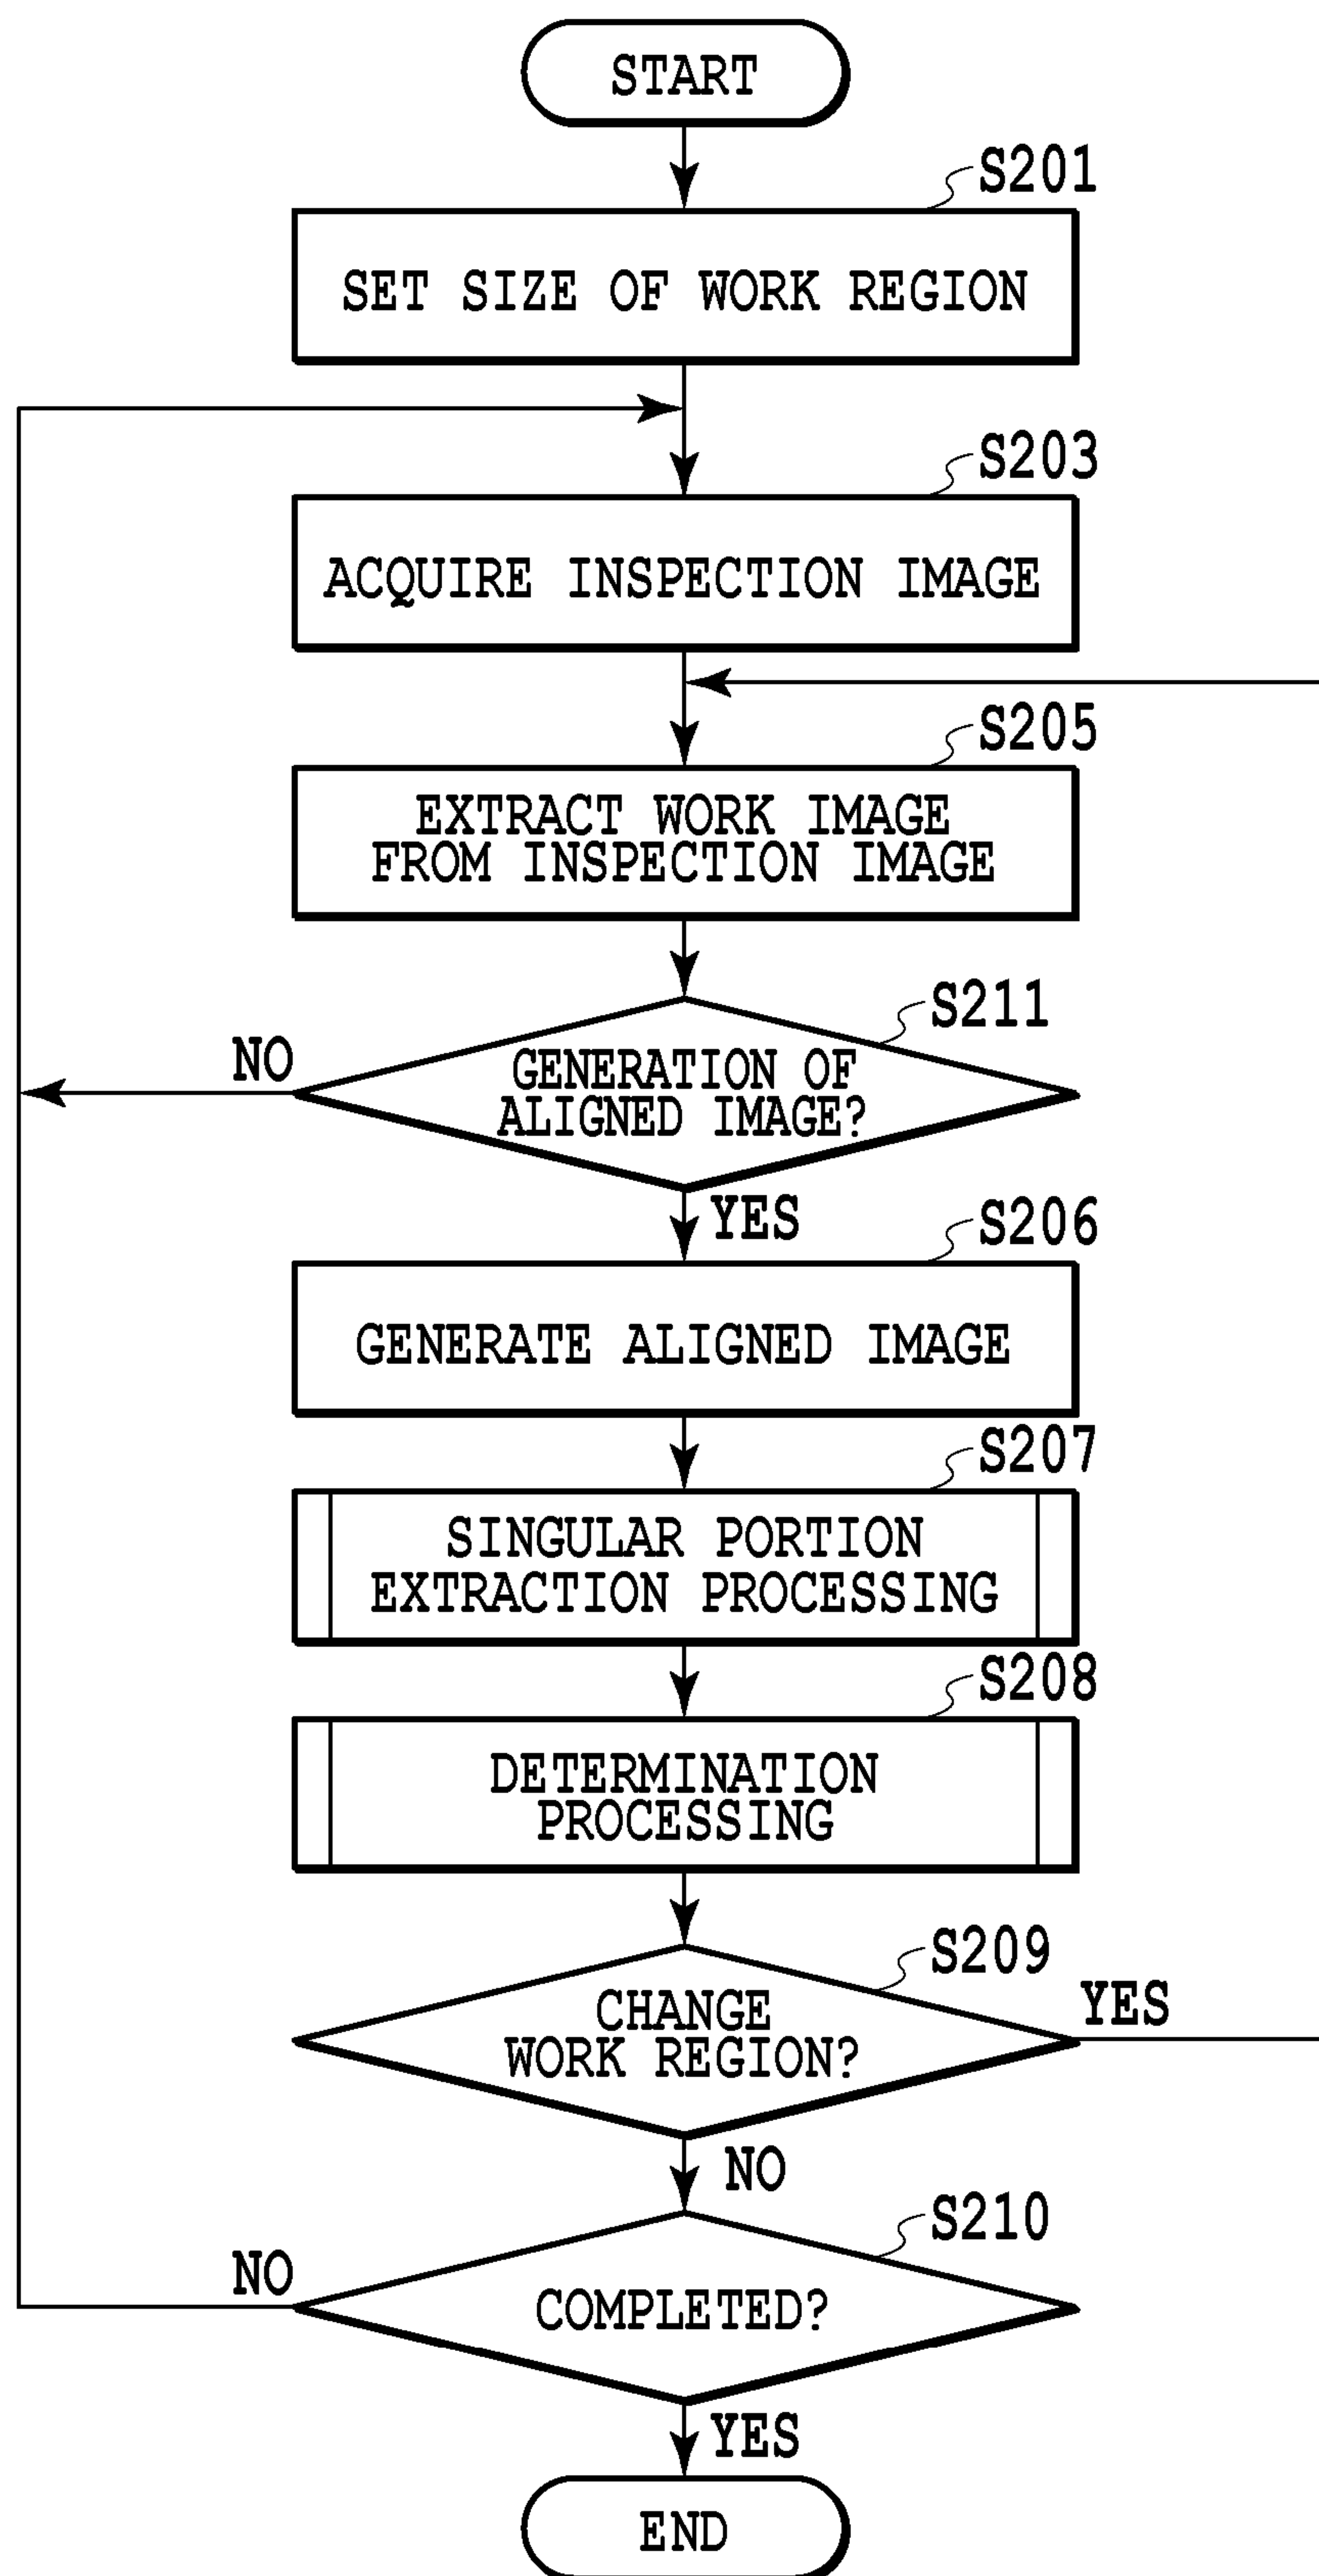 START
S201
SET SIZE OF WORK REGION
S203
ACQUIRE INSPECTION IMAGE
S205
EXTRACT WORK IMAGE
FROM INSPECTION IMAGE
S211
NO
GENERATION OF
ALIGNED IMAGE?
YES
S206
GENERATE ALIGNED IMAGE
S207
SINGULAR PORTION
EXTRACTION PROCESSING
S208
DETERMINATION
PROCESSING
S209
YES
CHANGE
WORK REGION?
NO
S210
NO
COMPLETED?
YES
END